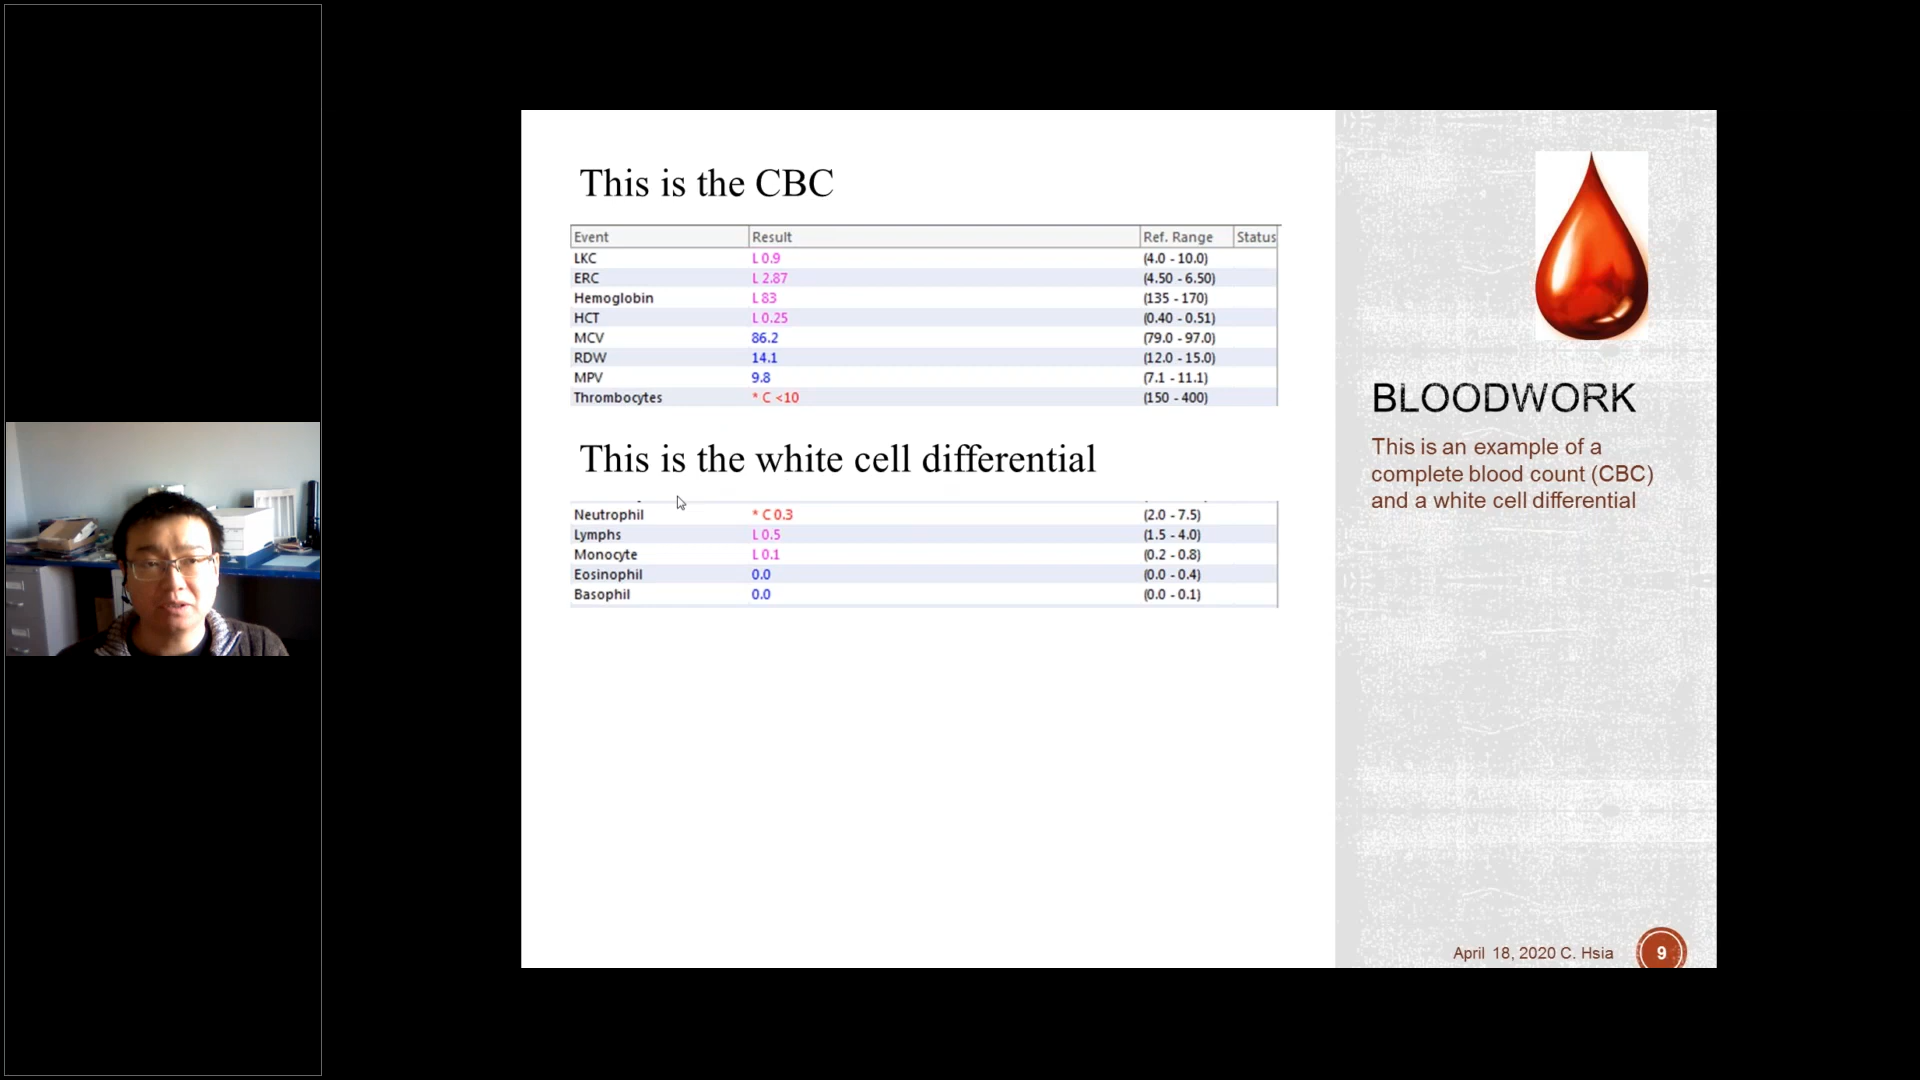 This is the CBC
Event Result Ref. Range Status
LKC L 0.9 (4.0 - 10.0)
ERC L 2.87 (4.50 - 6.50)
Hemoglobin L 83 (135 - 170)
HCT L 0.25 (0.40 - 0.51)
MCV 86.2 (79.0 - 97.0)
RDW 14.1 (12.0 - 15.0)
MPV 9.8 (7.1 - 11.1)
Thrombocytes * C <10 (150 - 400)
This is the white cell differential
Neutrophil * C 0.3 (2.0 - 7.5)
Lymphs L 0.5 (1.5 - 4.0)
Monocyte L 0.1 (0.2 - 0.8)
Eosinophil 0.0 (0.0 - 0.4)
Basophil 0.0 (0.0 - 0.1)
BLOODWORK
This is an example of a
complete blood count (CBC)
and a white cell differential
April 18, 2020 C. Hsia
9